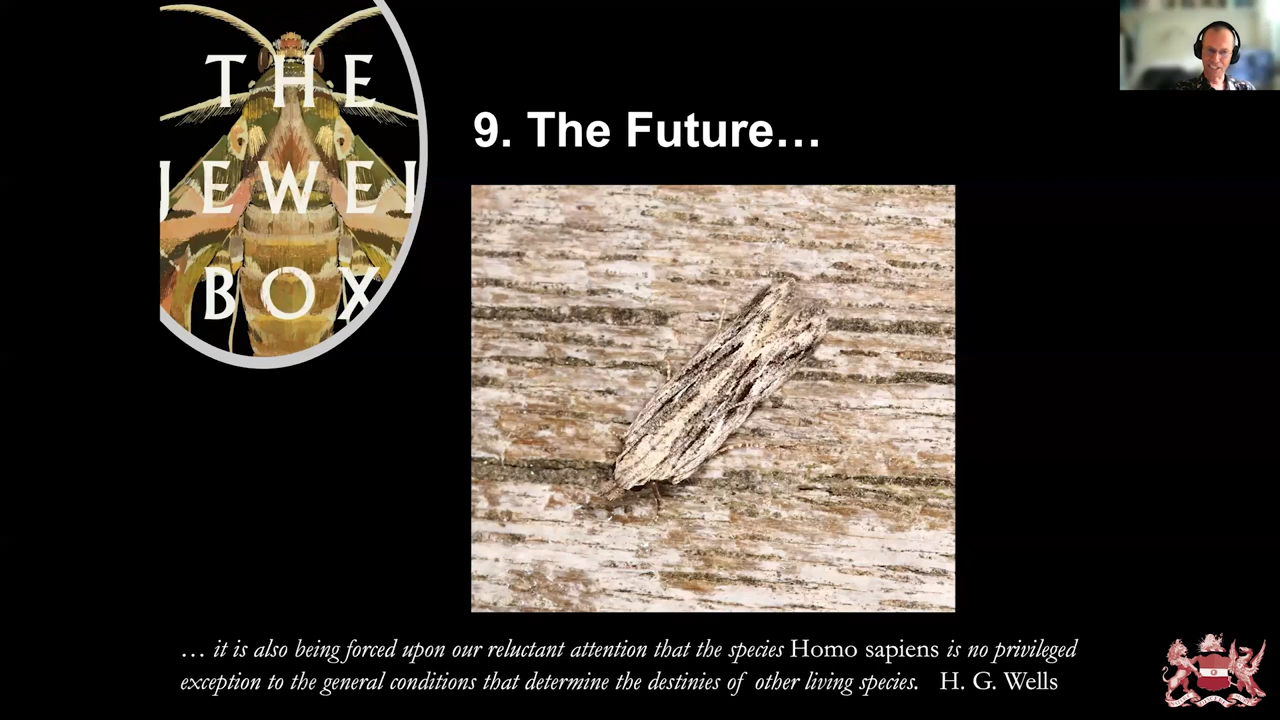 THE
JEWEL
BOX
9. The Future…
… it is also being forced upon our reluctant attention that the species Homo sapiens is no privileged
exception to the general conditions that determine the destinies of other living species. H. G. Wells